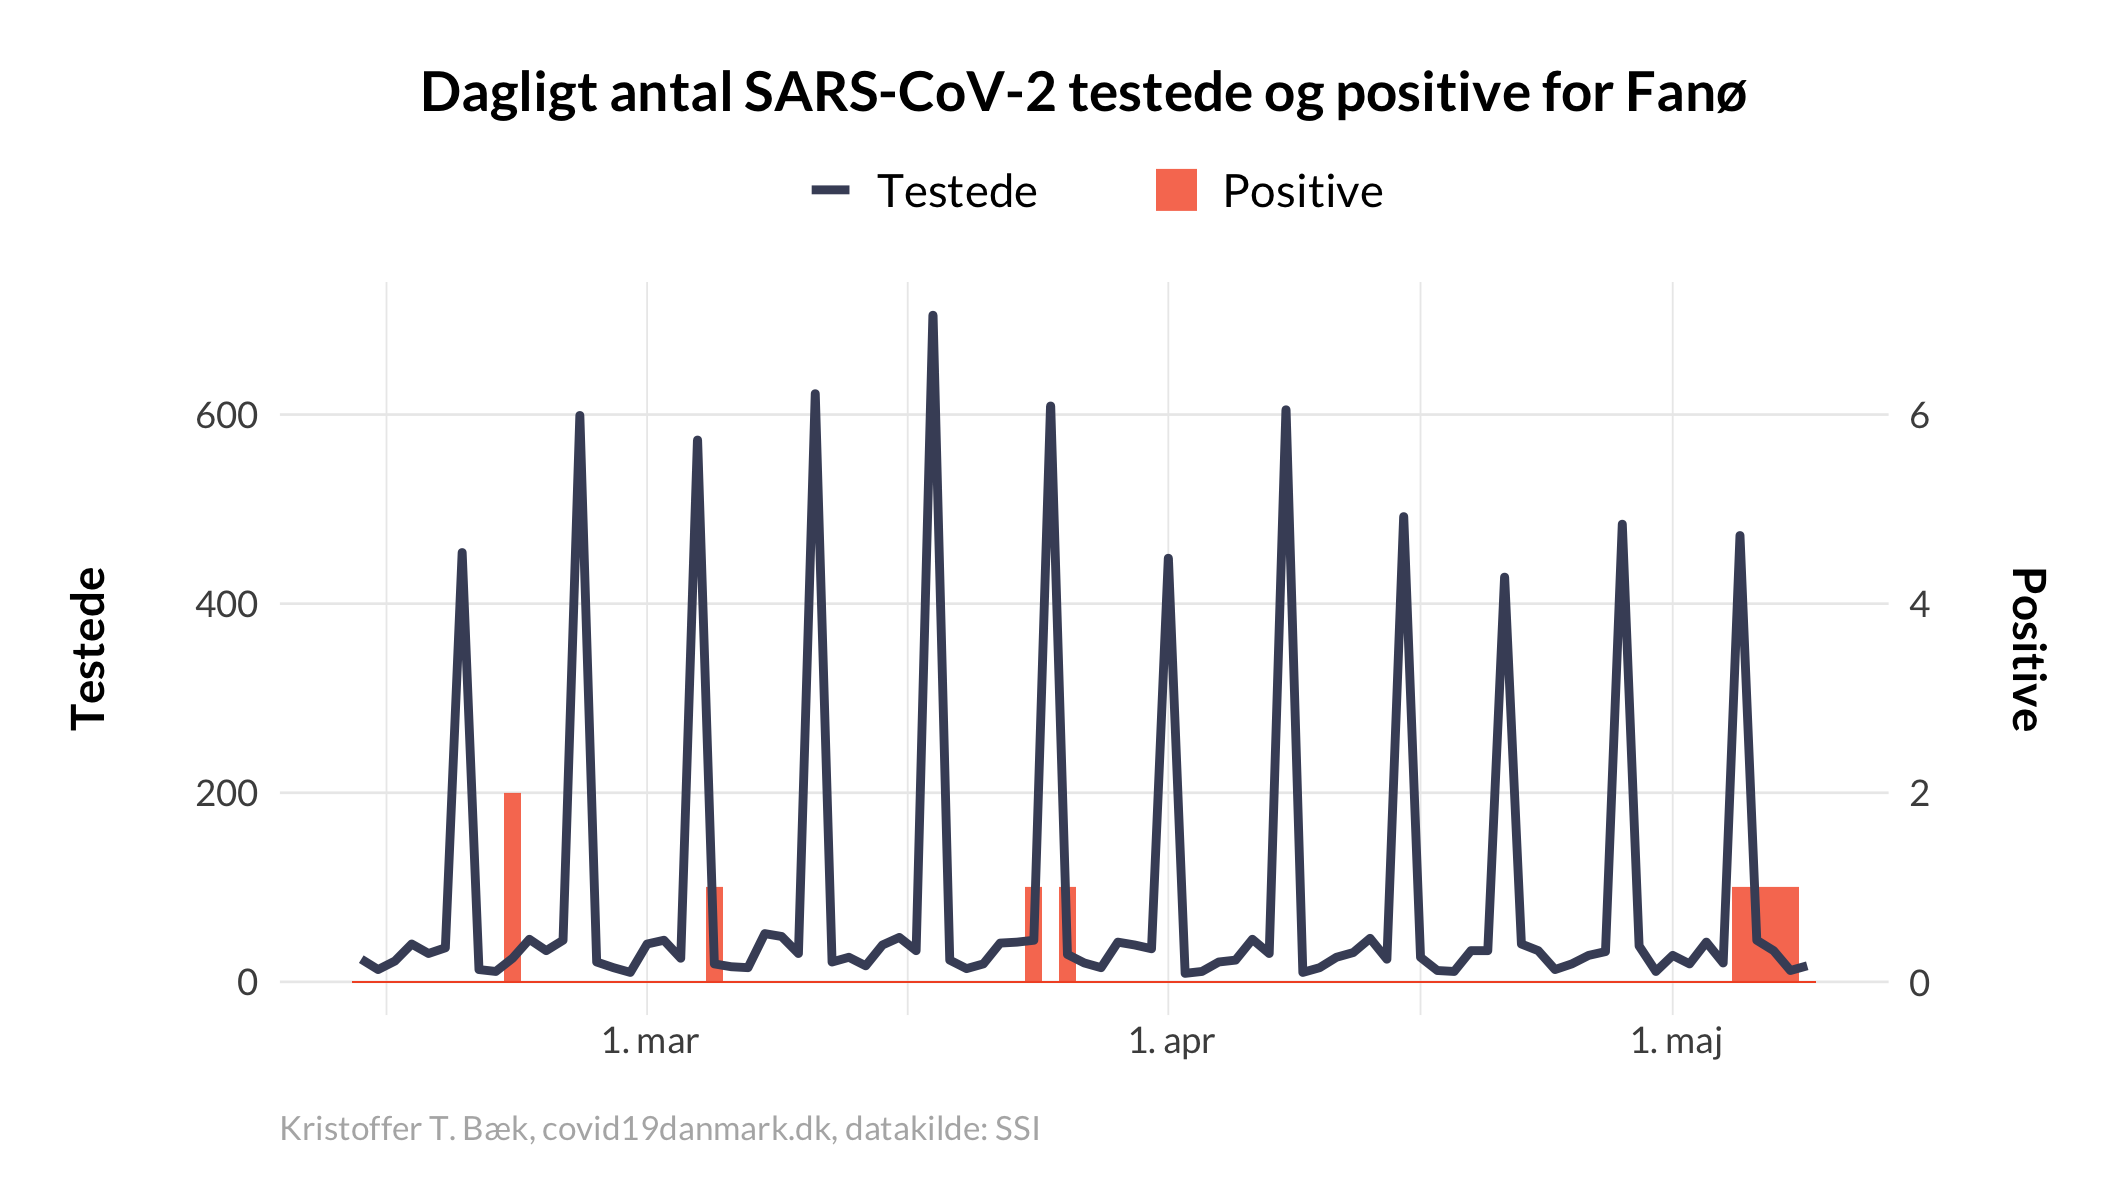 Dagligt antal SARS-CoV-2 testede og positive for Fanø
Testede
Positive
600
400
200
0
6
4
2
0
Testede
Positive
1. mar
1. apr
1. maj
Kristoffer T. Bæk, covid19danmark.dk, datakilde: SSI